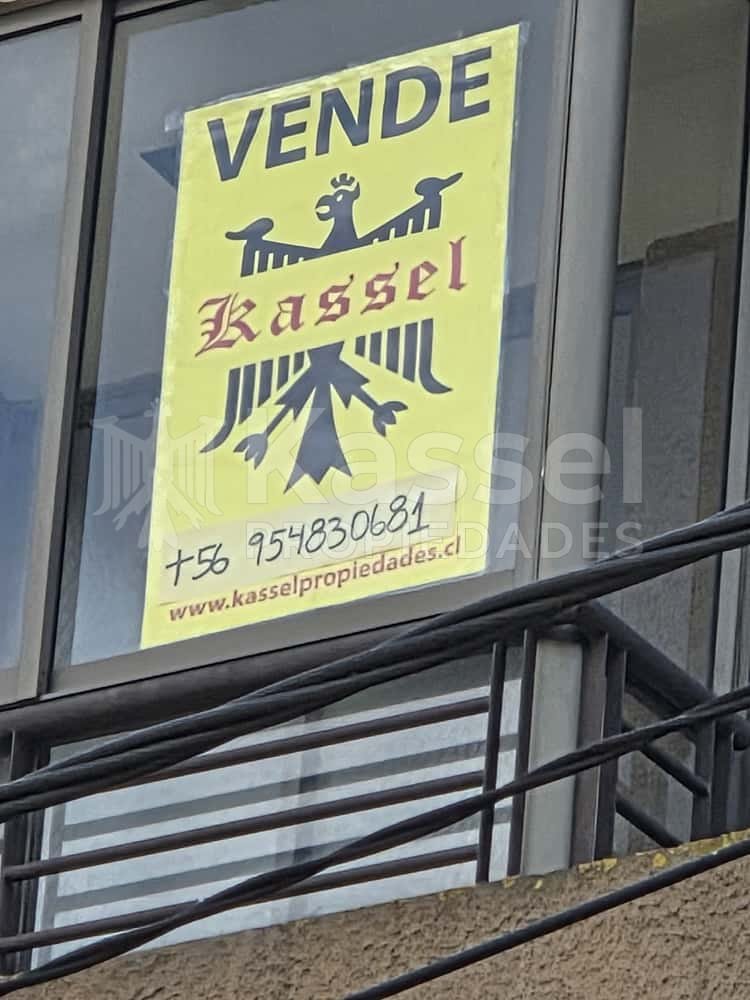 VENDE
Kassel
Kassel
PROPIEDADES
+56 954830681
www.kasselpropiedades.cl